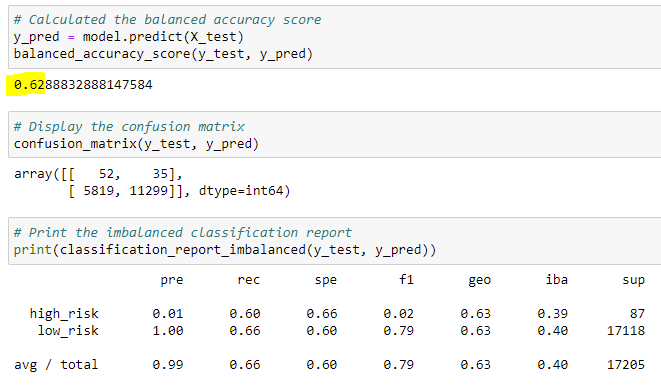 # Calculated the balanced accuracy score
y_pred = model.predict(X_test)
balanced_accuracy_score(y_test, y_pred)
0.6288832888147584
# Display the confusion matrix
confusion_matrix(y_test, y_pred)
array([[   52,    35],
       [ 5819, 11299]], dtype=int64)
# Print the imbalanced classification report
print(classification_report_imbalanced(y_test, y_pred))
pre rec spe f1 geo iba sup
high_risk 0.01 0.60 0.66 0.02 0.63 0.39 87
low_risk 1.00 0.66 0.60 0.79 0.63 0.40 17118
avg / total 0.99 0.66 0.60 0.79 0.63 0.40 17205